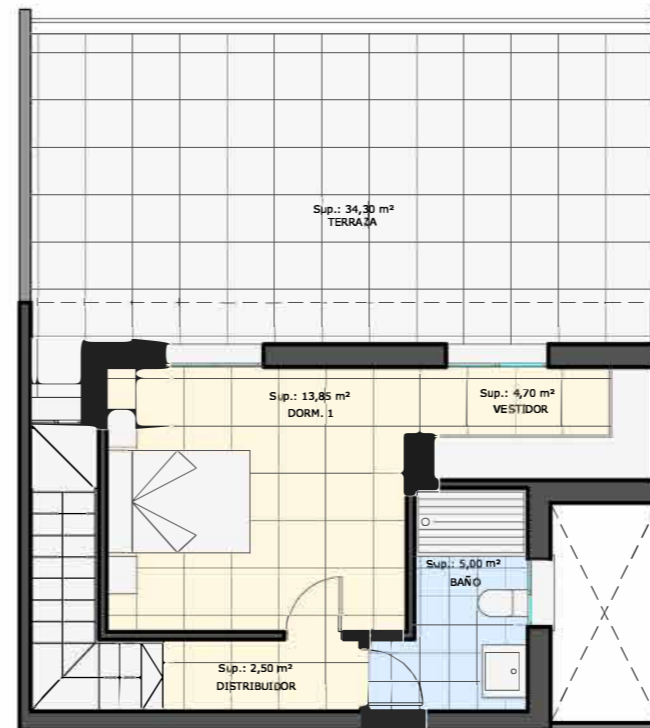 Sup.: 34,30 m²
TERRAZA
Sup.: 13,85 m²
DORM. 1
Sup.: 4,70 m²
VESTIDOR
Sup.: 5,00 m²
BAÑO
Sup.: 2,50 m²
DISTRIBUIDOR